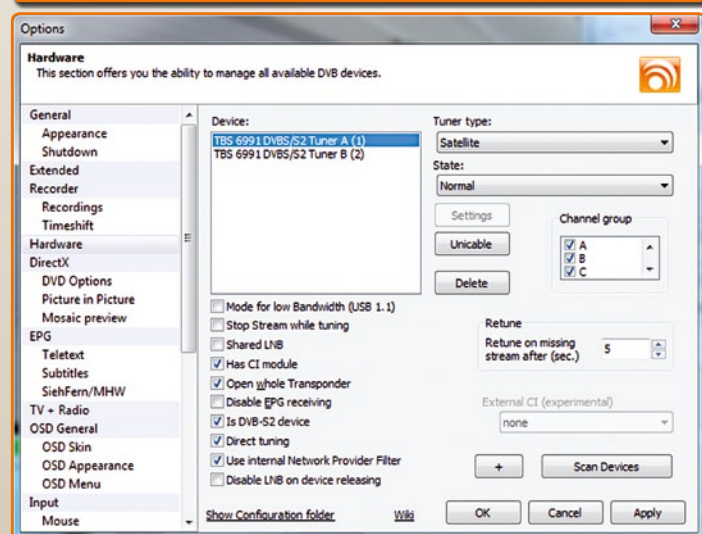 Options
Hardware
This section offers you the ability to manage all available DVB devices.
General
Appearance
Shutdown
Extended
Recorder
Recordings
Timeshift
Hardware
DirectX
DVD Options
Picture in Picture
Mosaic preview
EPG
Teletext
Subtitles
SiehFern/MHW
TV + Radio
OSD General
OSD Skin
OSD Appearance
OSD Menu
Input
Mouse
Device:
TBS 6991 DVBS/S2 Tuner A (1)
TBS 6991 DVBS/S2 Tuner B (2)
Tuner type:
Satellite
State:
Normal
Settings
Unicable
Delete
Channel group
A
B
C
Mode for low Bandwidth (USB 1.1)
Stop Stream while tuning
Shared LNB
Has CI module
Open whole Transponder
Disable EPG receiving
Is DVB-S2 device
Direct tuning
Use internal Network Provider Filter
Disable LNB on device releasing
Retune
Retune on missing
stream after (sec.)
5
External CI (experimental)
none
+
Scan Devices
Show Configuration folder
Wiki
OK
Cancel
Apply